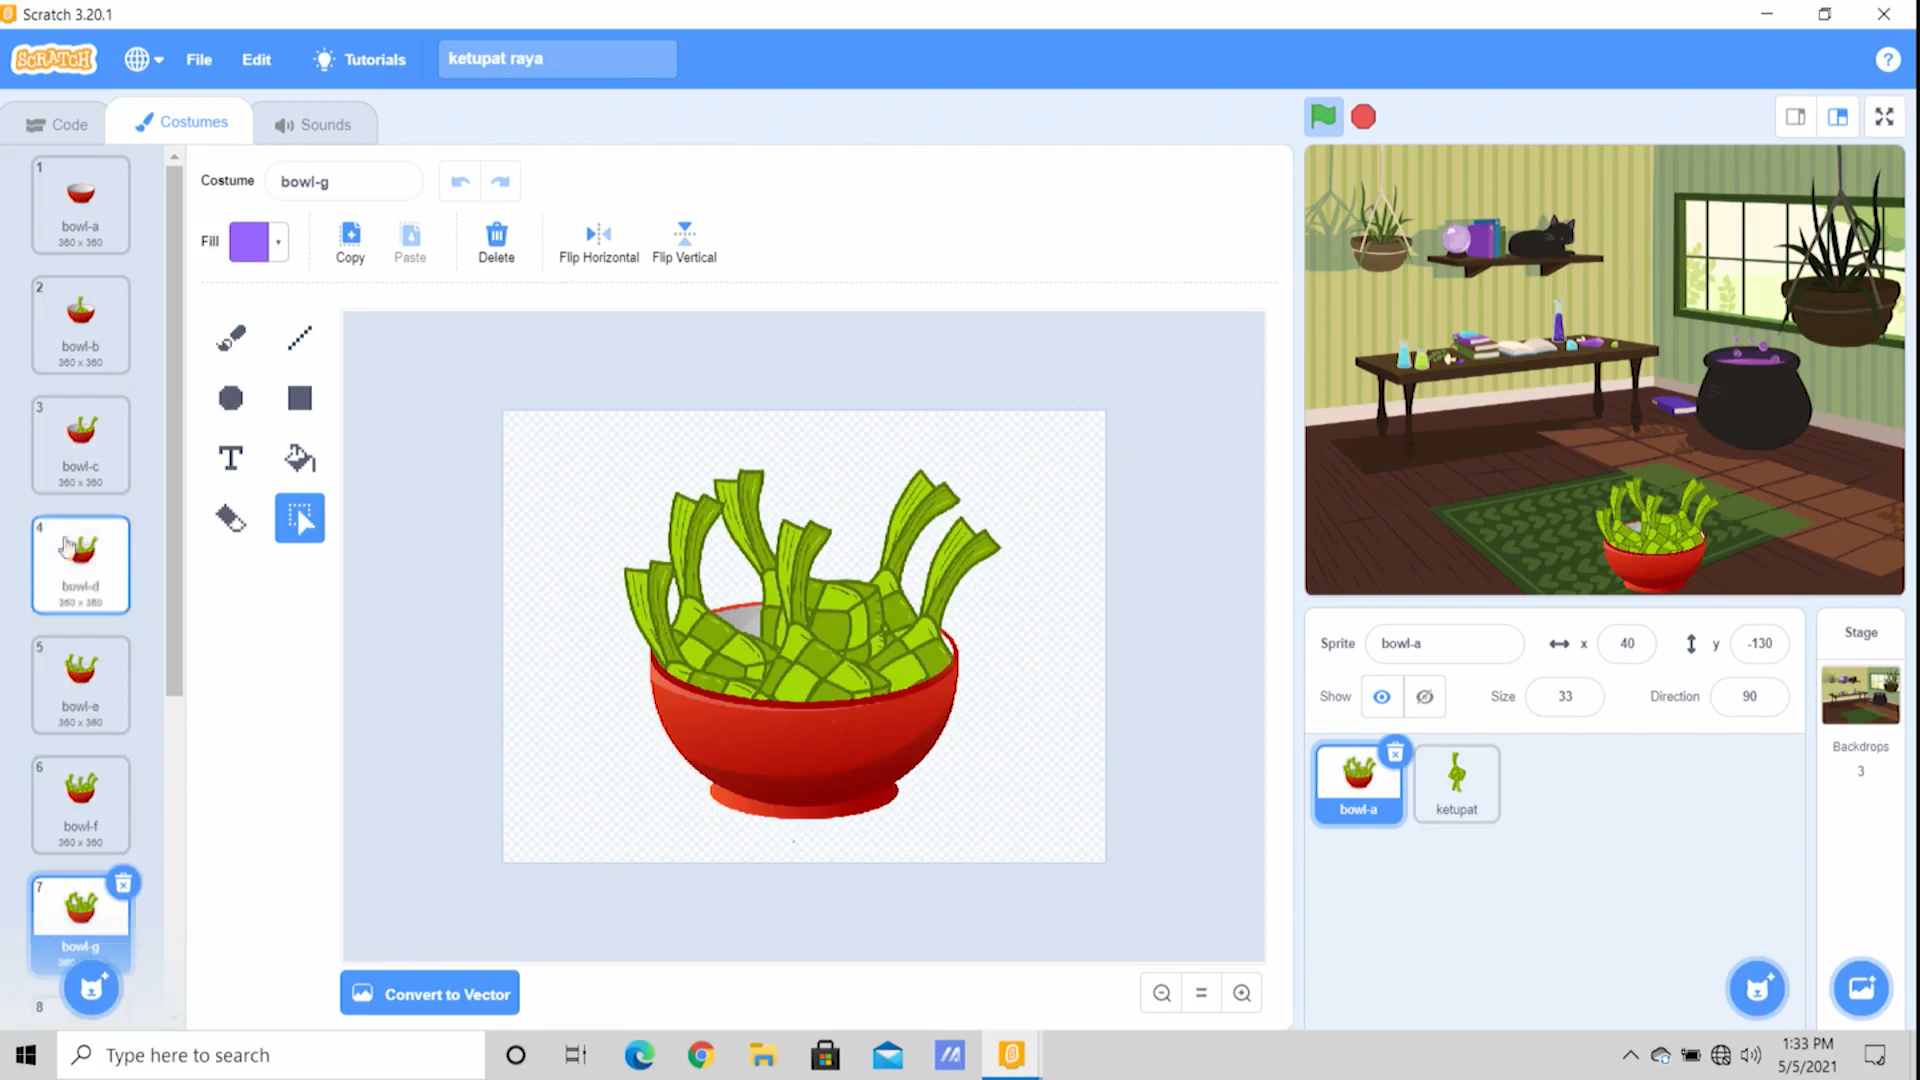 Scratch 3.20.1
SCRATCH
File
Edit
Tutorials
ketupat raya
?
Code
Costumes
Sounds
1
bowl-a
360 x 360
2
bowl-b
360 x 360
3
bowl-c
360 x 360
4
bowl-d
360 x 360
5
bowl-e
360 x 360
6
bowl-f
360 x 360
7
bowl-g
8
Costume
bowl-g
Fill
Copy
Paste
Delete
Flip Horizontal
Flip Vertical
T
Convert to Vector
=
Sprite
bowl-a
x
40
y
-130
Show
Size
33
Direction
90
bowl-a
ketupat
Stage
Backdrops
3
Type here to search
1:33 PM
5/5/2021